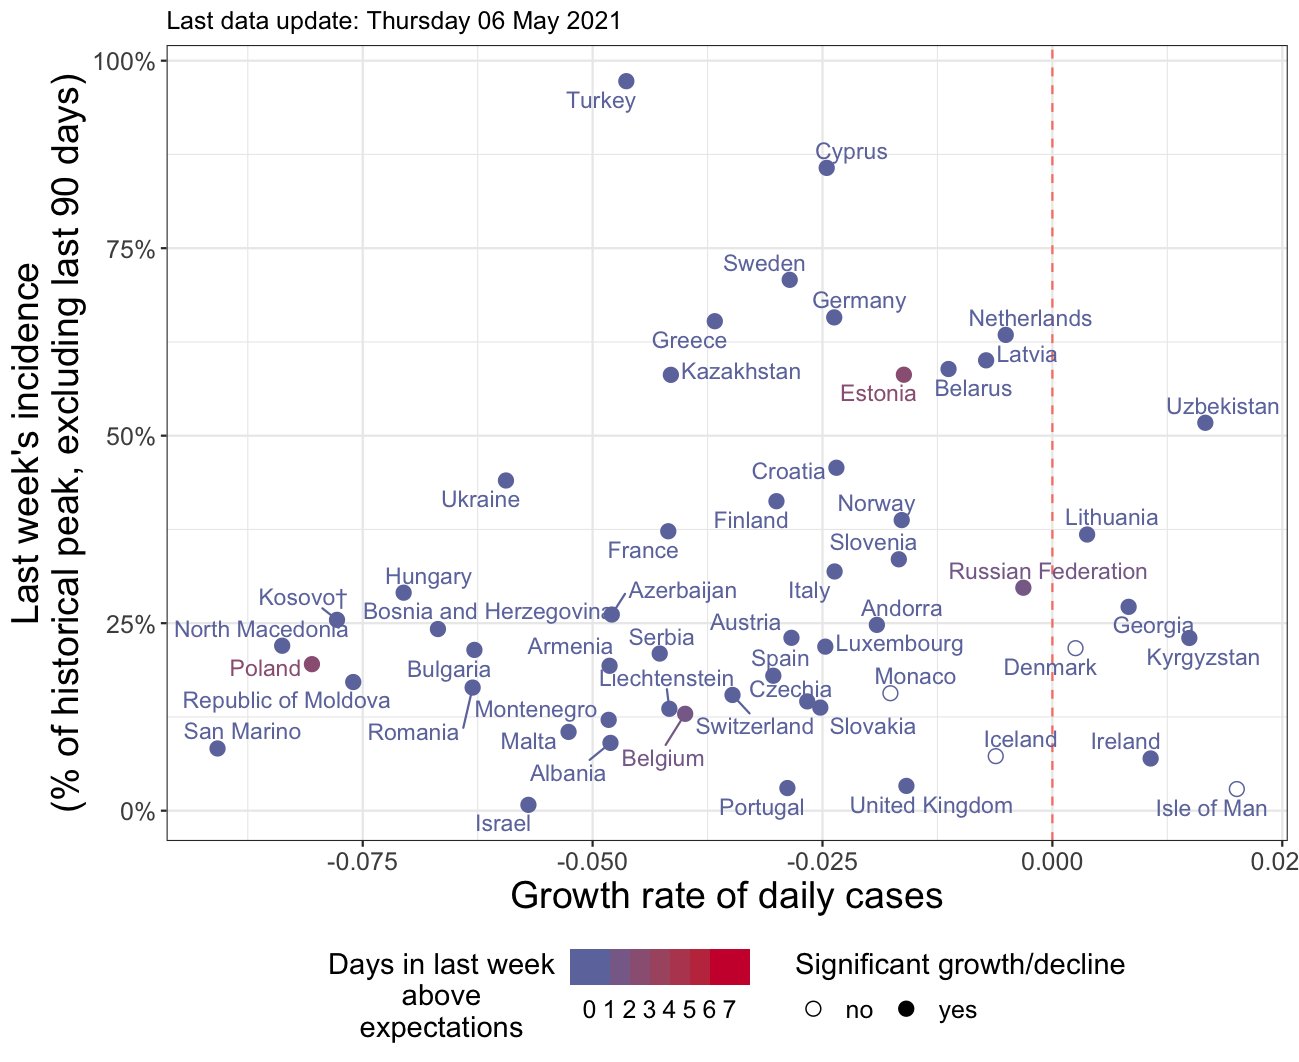 Last data update: Thursday 06 May 2021
Last week's incidence
(% of historical peak, excluding last 90 days)
100%
75%
50%
25%
0%
Turkey
Cyprus
Sweden
Germany
Netherlands
Greece
Latvia
Kazakhstan
Estonia
Belarus
Uzbekistan
Croatia
Ukraine
Norway
Finland
Lithuania
Slovenia
France
Russian Federation
Hungary
Azerbaijan
Italy
Kosovo†
Bosnia and Herzegovina
Andorra
Austria
Georgia
North Macedonia
Serbia
Armenia
Luxembourg
Kyrgyzstan
Spain
Denmark
Poland
Bulgaria
Liechtenstein
Monaco
Czechia
Republic of Moldova
Montenegro
Switzerland
Slovakia
San Marino
Romania
Malta
Iceland
Ireland
Belgium
Albania
Portugal
United Kingdom
Isle of Man
Israel
-0.075
-0.050
-0.025
0.000
0.02
Growth rate of daily cases
Days in last week
above
expectations
0 1 2 3 4 5 6 7
Significant growth/decline
no
yes